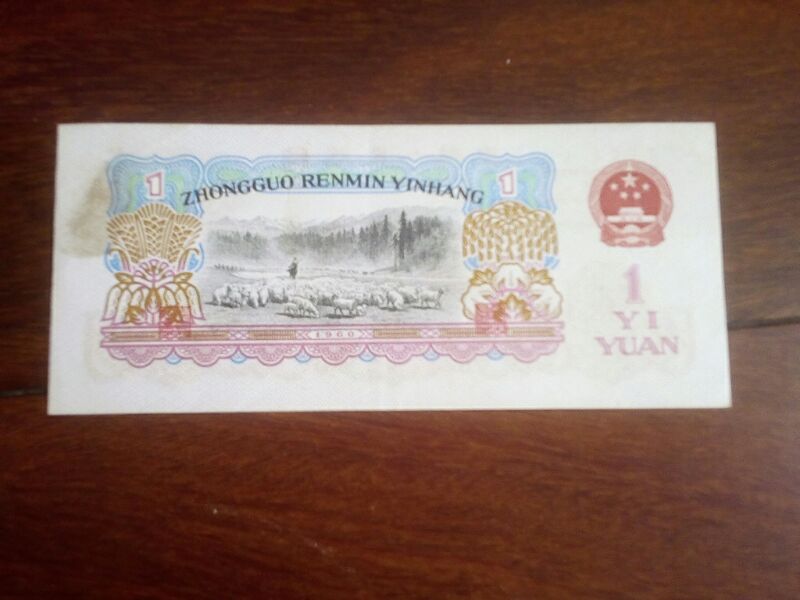 1
ZHONGGUO RENMIN YINHANG
1
1960
1
YI
YUAN